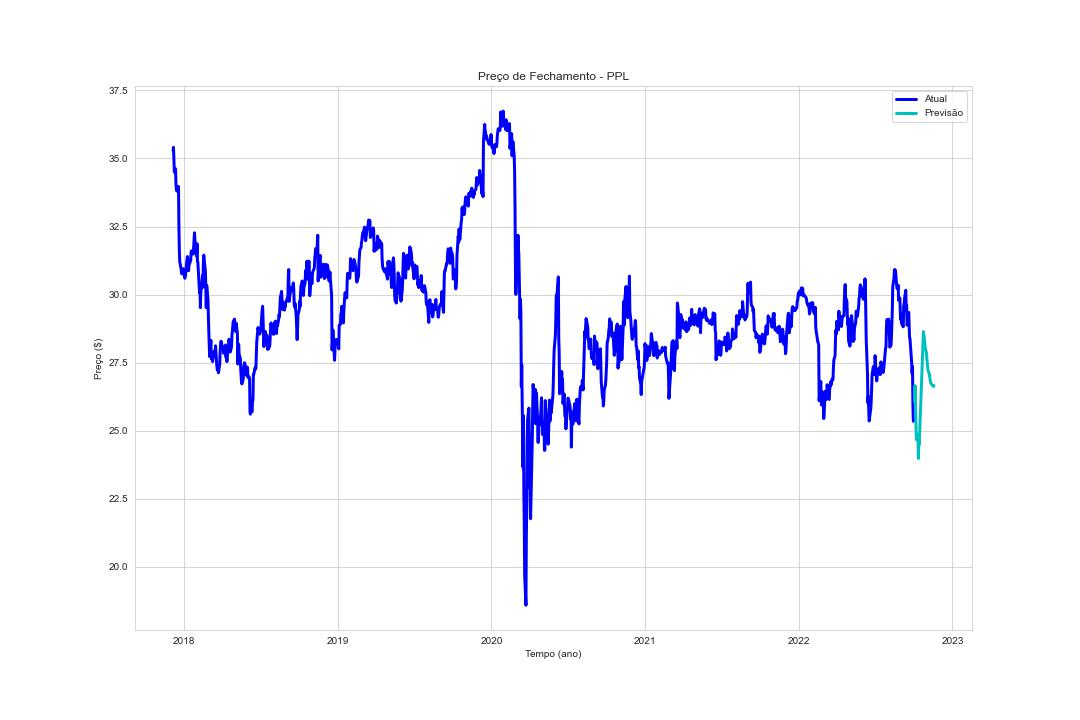 Preço de Fechamento - PPL
Atual
Previsão
Preço ($)
37.5
35.0
32.5
30.0
27.5
25.0
22.5
20.0
2018 2019 2020 2021 2022 2023
Tempo (ano)